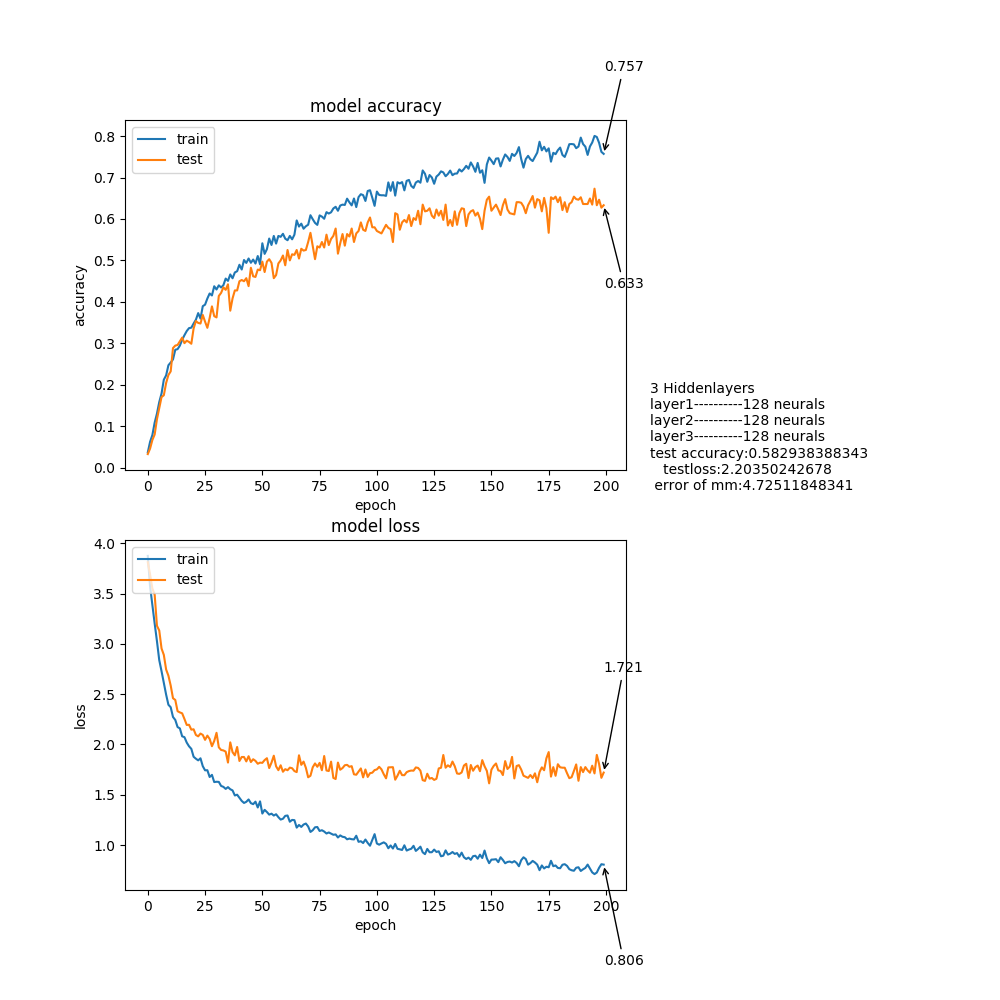 0.757
model accuracy
train
test
0.8
0.7
0.6
0.5
0.4
0.3
0.2
0.1
0.0
accuracy
0 25 50 75 100 125 150 175 200
epoch
0.633
3 Hiddenlayers
layer1----------128 neurals
layer2----------128 neurals
layer3----------128 neurals
test accuracy:0.582938388343
testloss:2.20350242678
error of mm:4.72511848341
model loss
train
test
4.0
3.5
3.0
2.5
2.0
1.5
1.0
loss
0 25 50 75 100 125 150 175 200
epoch
1.721
0.806